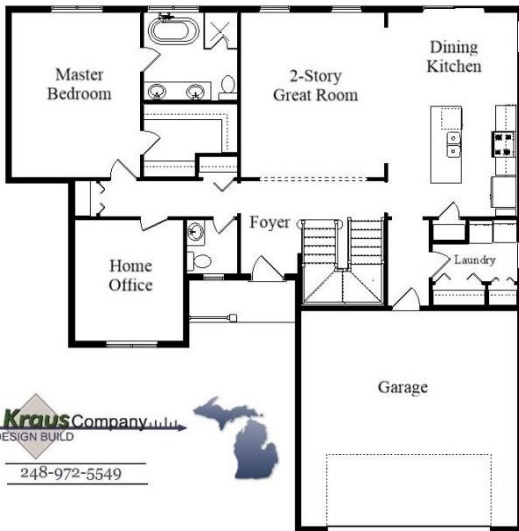 Master
Bedroom
2-Story
Great Room
Dining
Kitchen
Foyer
Home
Office
Laundry
Garage
Kraus Company
DESIGN BUILD
248-972-5549